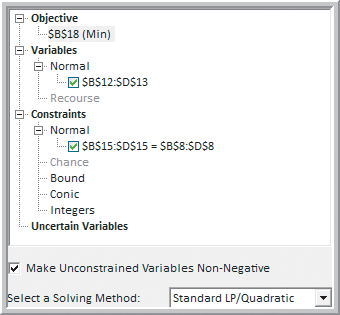 Objective
$B$18 (Min)
Variables
Normal
$B$12:$D$13
Recourse
Constraints
Normal
$B$15:$D$15 = $B$8:$D$8
Chance
Bound
Conic
Integers
Uncertain Variables
Make Unconstrained Variables Non-Negative
Select a Solving Method: Standard LP/Quadratic